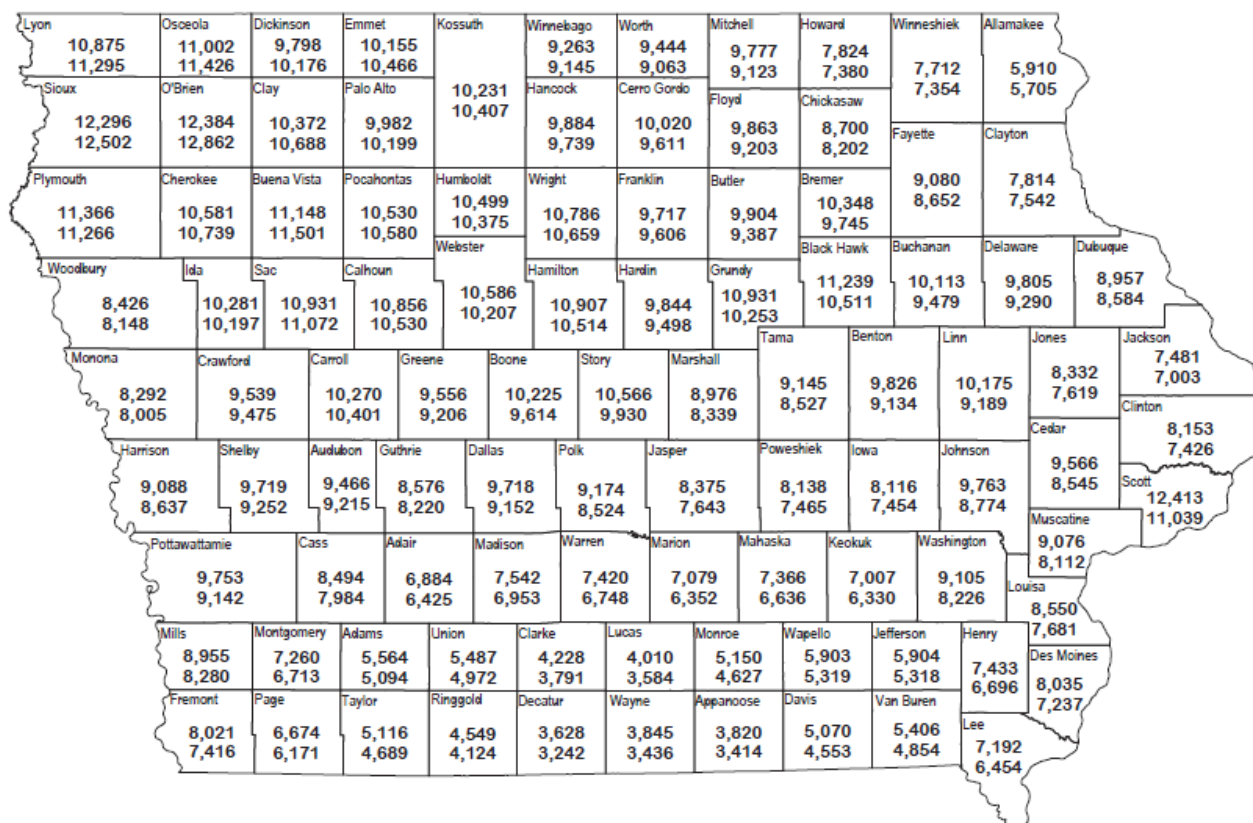 Lyon
10,875
11,295
Osceola
11,002
11,426
Dickinson
9,798
10,176
Emmet
10,155
10,466
Kossuth
10,231
10,407
Winnebago
9,263
9,145
Worth
9,444
9,063
Mitchell
9,777
9,123
Howard
7,824
7,380
Winneshiek
7,712
7,354
Allamakee
5,910
5,705
Sioux
12,296
12,502
O'Brien
12,384
12,862
Clay
10,372
10,688
Palo Alto
9,982
10,199
Hancock
9,884
9,739
Cerro Gordo
10,020
9,611
Floyd
9,863
9,203
Chickasaw
8,700
8,202
Fayette
9,080
8,652
Clayton
7,814
7,542
Plymouth
11,366
11,266
Cherokee
10,581
10,739
Buena Vista
11,148
11,501
Pocahontas
10,530
10,580
Humboldt
10,499
10,375
Wright
10,786
10,659
Franklin
9,717
9,606
Butler
9,904
9,387
Bremer
10,348
9,745
Webster
10,586
10,207
Black Hawk
11,239
10,511
Buchanan
10,113
9,479
Delaware
9,805
9,290
Dubuque
8,957
8,584
Woodbury
8,426
8,148
Ida
10,281
10,197
Sac
10,931
11,072
Calhoun
10,856
10,530
Hamilton
10,907
10,514
Hardin
9,844
9,498
Grundy
10,931
10,253
Tama
9,145
8,527
Benton
9,826
9,134
Linn
10,175
9,189
Jones
8,332
7,619
Jackson
7,481
7,003
Monona
8,292
8,005
Crawford
9,539
9,475
Carroll
10,270
10,401
Greene
9,556
9,206
Boone
10,225
9,614
Story
10,566
9,930
Marshall
8,976
8,339
Clinton
8,153
7,426
Cedar
9,566
8,545
Harrison
9,088
8,637
Shelby
9,719
9,252
Audubon
9,466
9,215
Guthrie
8,576
8,220
Dallas
9,718
9,152
Polk
9,174
8,524
Jasper
8,375
7,643
Poweshiek
8,138
7,465
Iowa
8,116
7,454
Johnson
9,763
8,774
Scott
12,413
11,039
Muscatine
9,076
8,112
Pottawattamie
9,753
9,142
Cass
8,494
7,984
Adair
6,884
6,425
Madison
7,542
6,953
Warren
7,420
6,748
Marion
7,079
6,352
Mahaska
7,366
6,636
Keokuk
7,007
6,330
Washington
9,105
8,226
Louisa
8,550
7,681
Mills
8,955
8,280
Montgomery
7,260
6,713
Adams
5,564
5,094
Union
5,487
4,972
Clarke
4,228
3,791
Lucas
4,010
3,584
Monroe
5,150
4,627
Wapello
5,903
5,319
Jefferson
5,904
5,318
Henry
7,433
6,696
Des Moines
8,035
7,237
Fremont
8,021
7,416
Page
6,674
6,171
Taylor
5,116
4,689
Ringgold
4,549
4,124
Decatur
3,628
3,242
Wayne
3,845
3,436
Appanoose
3,820
3,414
Davis
5,070
4,553
Van Buren
5,406
4,854
Lee
7,192
6,454